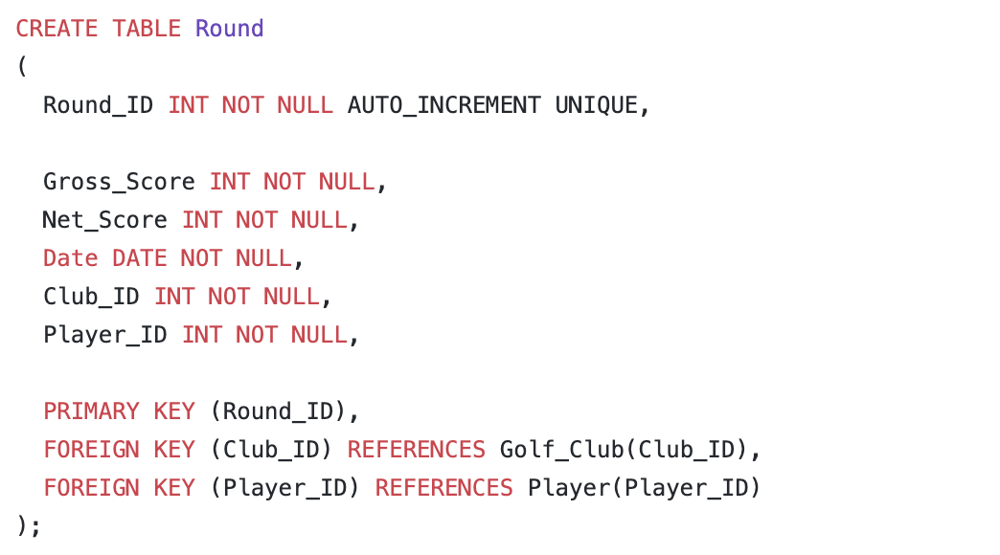 CREATE TABLE Round
(
Round_ID INT NOT NULL AUTO_INCREMENT UNIQUE,
Gross_Score INT NOT NULL,
Net_Score INT NOT NULL,
Date DATE NOT NULL,
Club_ID INT NOT NULL,
Player_ID INT NOT NULL,
PRIMARY KEY (Round_ID),
FOREIGN KEY (Club_ID) REFERENCES Golf_Club(Club_ID),
FOREIGN KEY (Player_ID) REFERENCES Player(Player_ID)
);